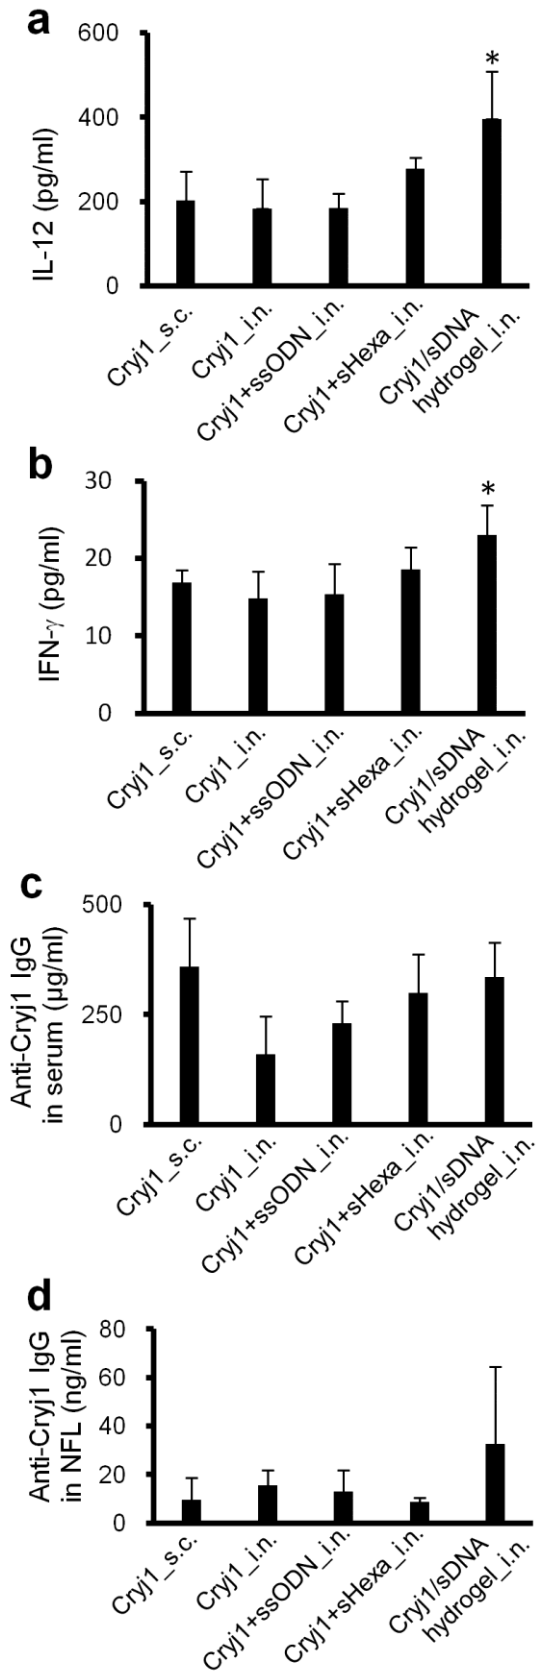 a
IL-12 (pg/ml)
600
400
200
0
*
Cryj1_s.c.
Cryj1_i.n.
Cryj1+ssODN_i.n.
Cryj1+sHexa_i.n.
Cryj1/sDNA
hydrogel_i.n.
b
IFN-γ (pg/ml)
30
20
10
0
*
Cryj1_s.c.
Cryj1_i.n.
Cryj1+ssODN_i.n.
Cryj1+sHexa_i.n.
Cryj1/sDNA
hydrogel_i.n.
c
Anti-Cryj1 IgG
in serum (μg/ml)
500
250
0
Cryj1_s.c.
Cryj1_i.n.
Cryj1+ssODN_i.n.
Cryj1+sHexa_i.n.
Cryj1/sDNA
hydrogel_i.n.
d
Anti-Cryj1 IgG
in NFL (ng/ml)
80
60
40
20
0
Cryj1_s.c.
Cryj1_i.n.
Cryj1+ssODN_i.n.
Cryj1+sHexa_i.n.
Cryj1/sDNA
hydrogel_i.n.